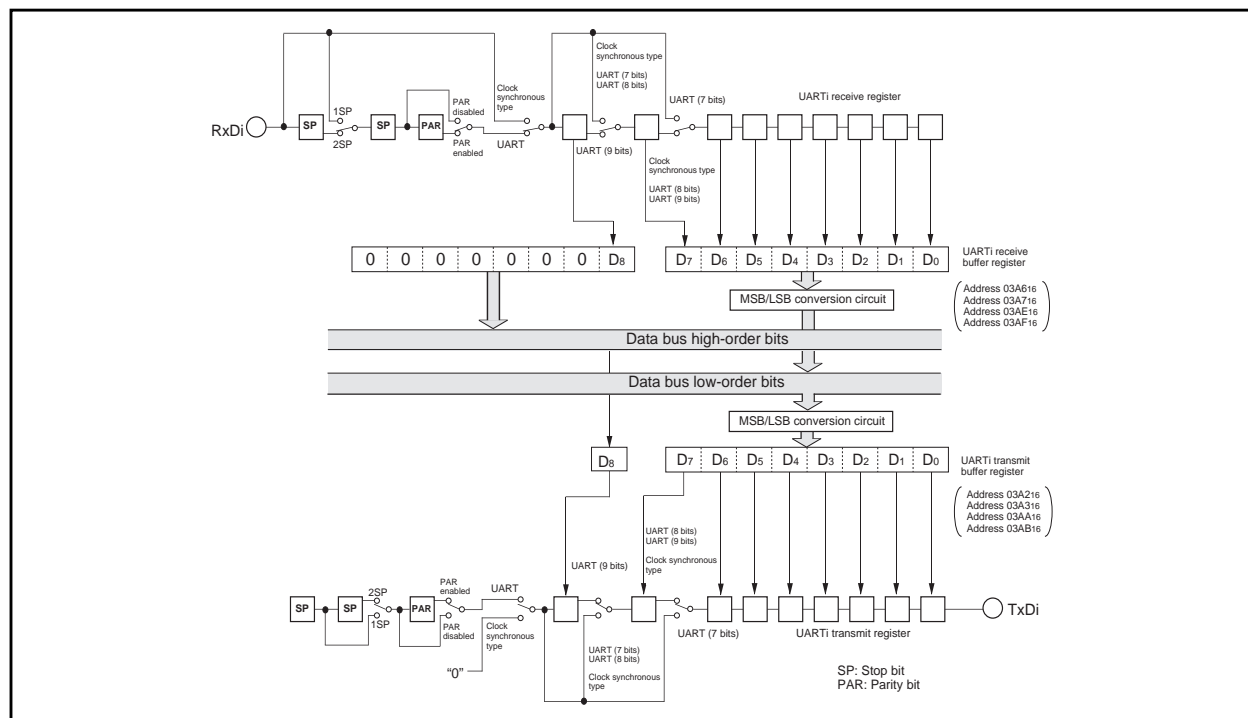 Clock
synchronous type
UART (7 bits)
UART (8 bits)
UART (7 bits)
UARTi receive register
Clock
synchronous
type
PAR
disabled
1SP
RxDi
SP
SP
PAR
2SP
PAR
enabled
UART
UART (9 bits)
Clock
synchronous type
UART (8 bits)
UART (9 bits)
0 0 0 0 0 0 0 D8
D7 D6 D5 D4 D3 D2 D1 D0
UARTi receive
buffer register
MSB/LSB conversion circuit
Address 03A616
Address 03A716
Address 03AE16
Address 03AF16
Data bus high-order bits
Data bus low-order bits
MSB/LSB conversion circuit
D8
D7 D6 D5 D4 D3 D2 D1 D0
UARTi transmit
buffer register
Address 03A216
Address 03A316
Address 03AA16
Address 03AB16
UART (8 bits)
UART (9 bits)
Clock synchronous
type
UART (9 bits)
2SP
PAR
enabled
UART
SP
SP
PAR
TxDi
1SP
PAR
disabled
Clock
synchronous
type
UART (7 bits)
UARTi transmit register
UART (7 bits)
UART (8 bits)
Clock synchronous
type
“0”
SP: Stop bit
PAR: Parity bit